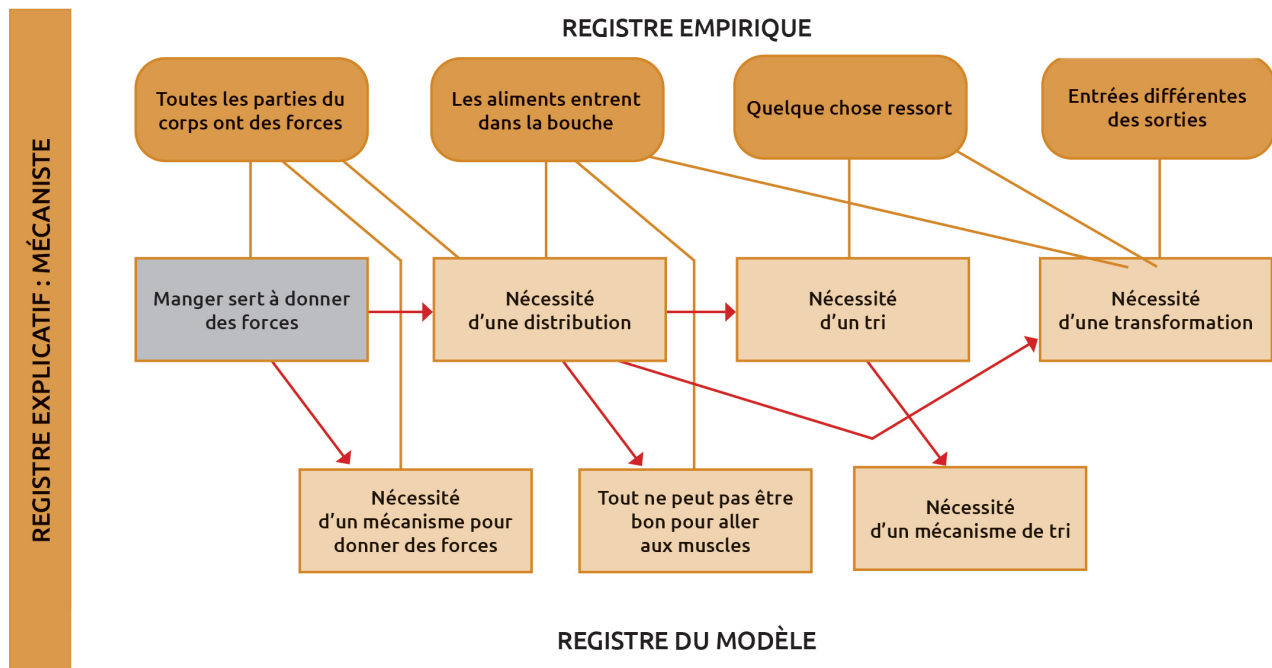 REGISTRE EMPIRIQUE
REGISTRE EXPLICATIF : MÉCANISTE
Toutes les parties du
corps ont des forces
Les aliments entrent
dans la bouche
Quelque chose ressort
Entrées différentes
des sorties
Manger sert à donner
des forces
Nécessité
d’une distribution
Nécessité
d’un tri
Nécessité
d’une transformation
Nécessité
d’un mécanisme pour
donner des forces
Tout ne peut pas être
bon pour aller
aux muscles
Nécessité
d’un mécanisme de tri
REGISTRE DU MODÈLE